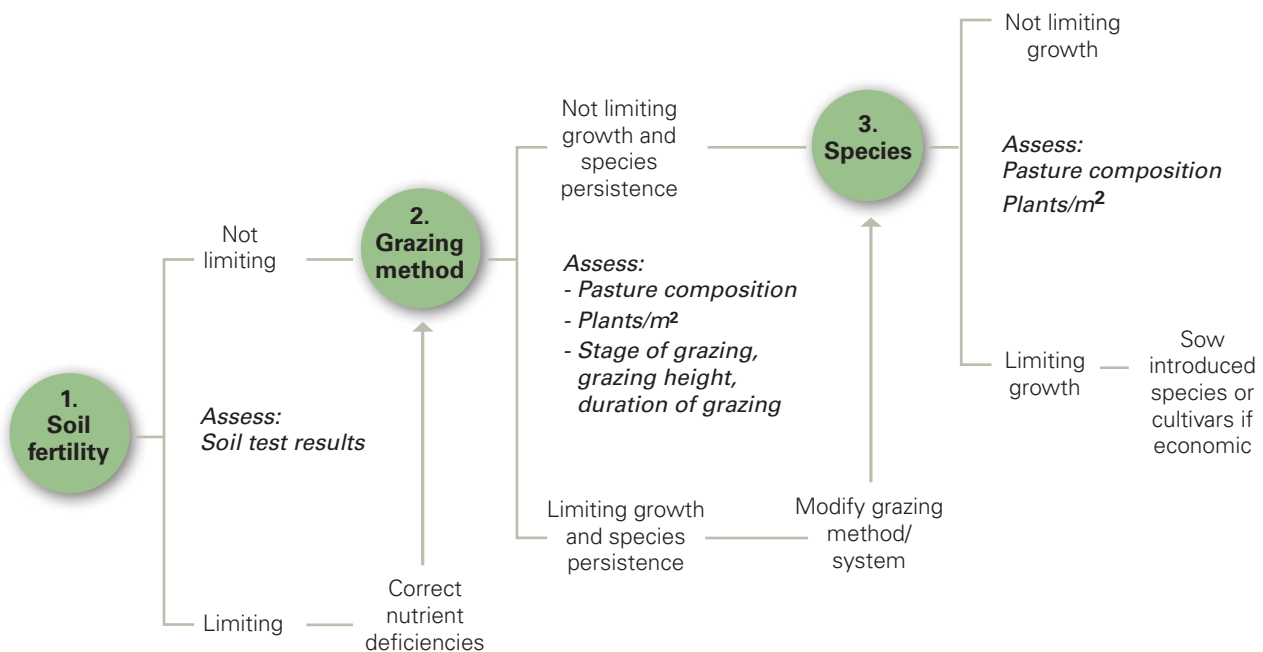 1.
Soil
fertility
Not
limiting
Assess:
Soil test results
Limiting
Correct
nutrient
deficiencies
2.
Grazing
method
Not limiting
growth and
species
persistence
Assess:
- Pasture composition
- Plants/m²
- Stage of grazing,
grazing height,
duration of grazing
Limiting growth
and species
persistence
Modify grazing
method/
system
3.
Species
Not limiting
growth
Assess:
Pasture composition
Plants/m²
Limiting
growth
Sow
introduced
species or
cultivars if
economic